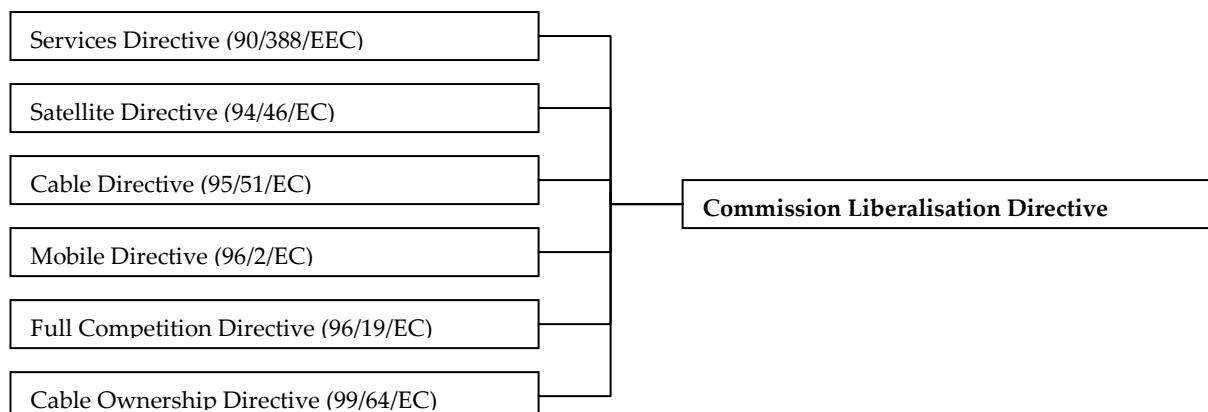 Services Directive (90/388/EEC)
Satellite Directive (94/46/EC)
Cable Directive (95/51/EC)
Commission Liberalisation Directive
Mobile Directive (96/2/EC)
Full Competition Directive (96/19/EC)
Cable Ownership Directive (99/64/EC)